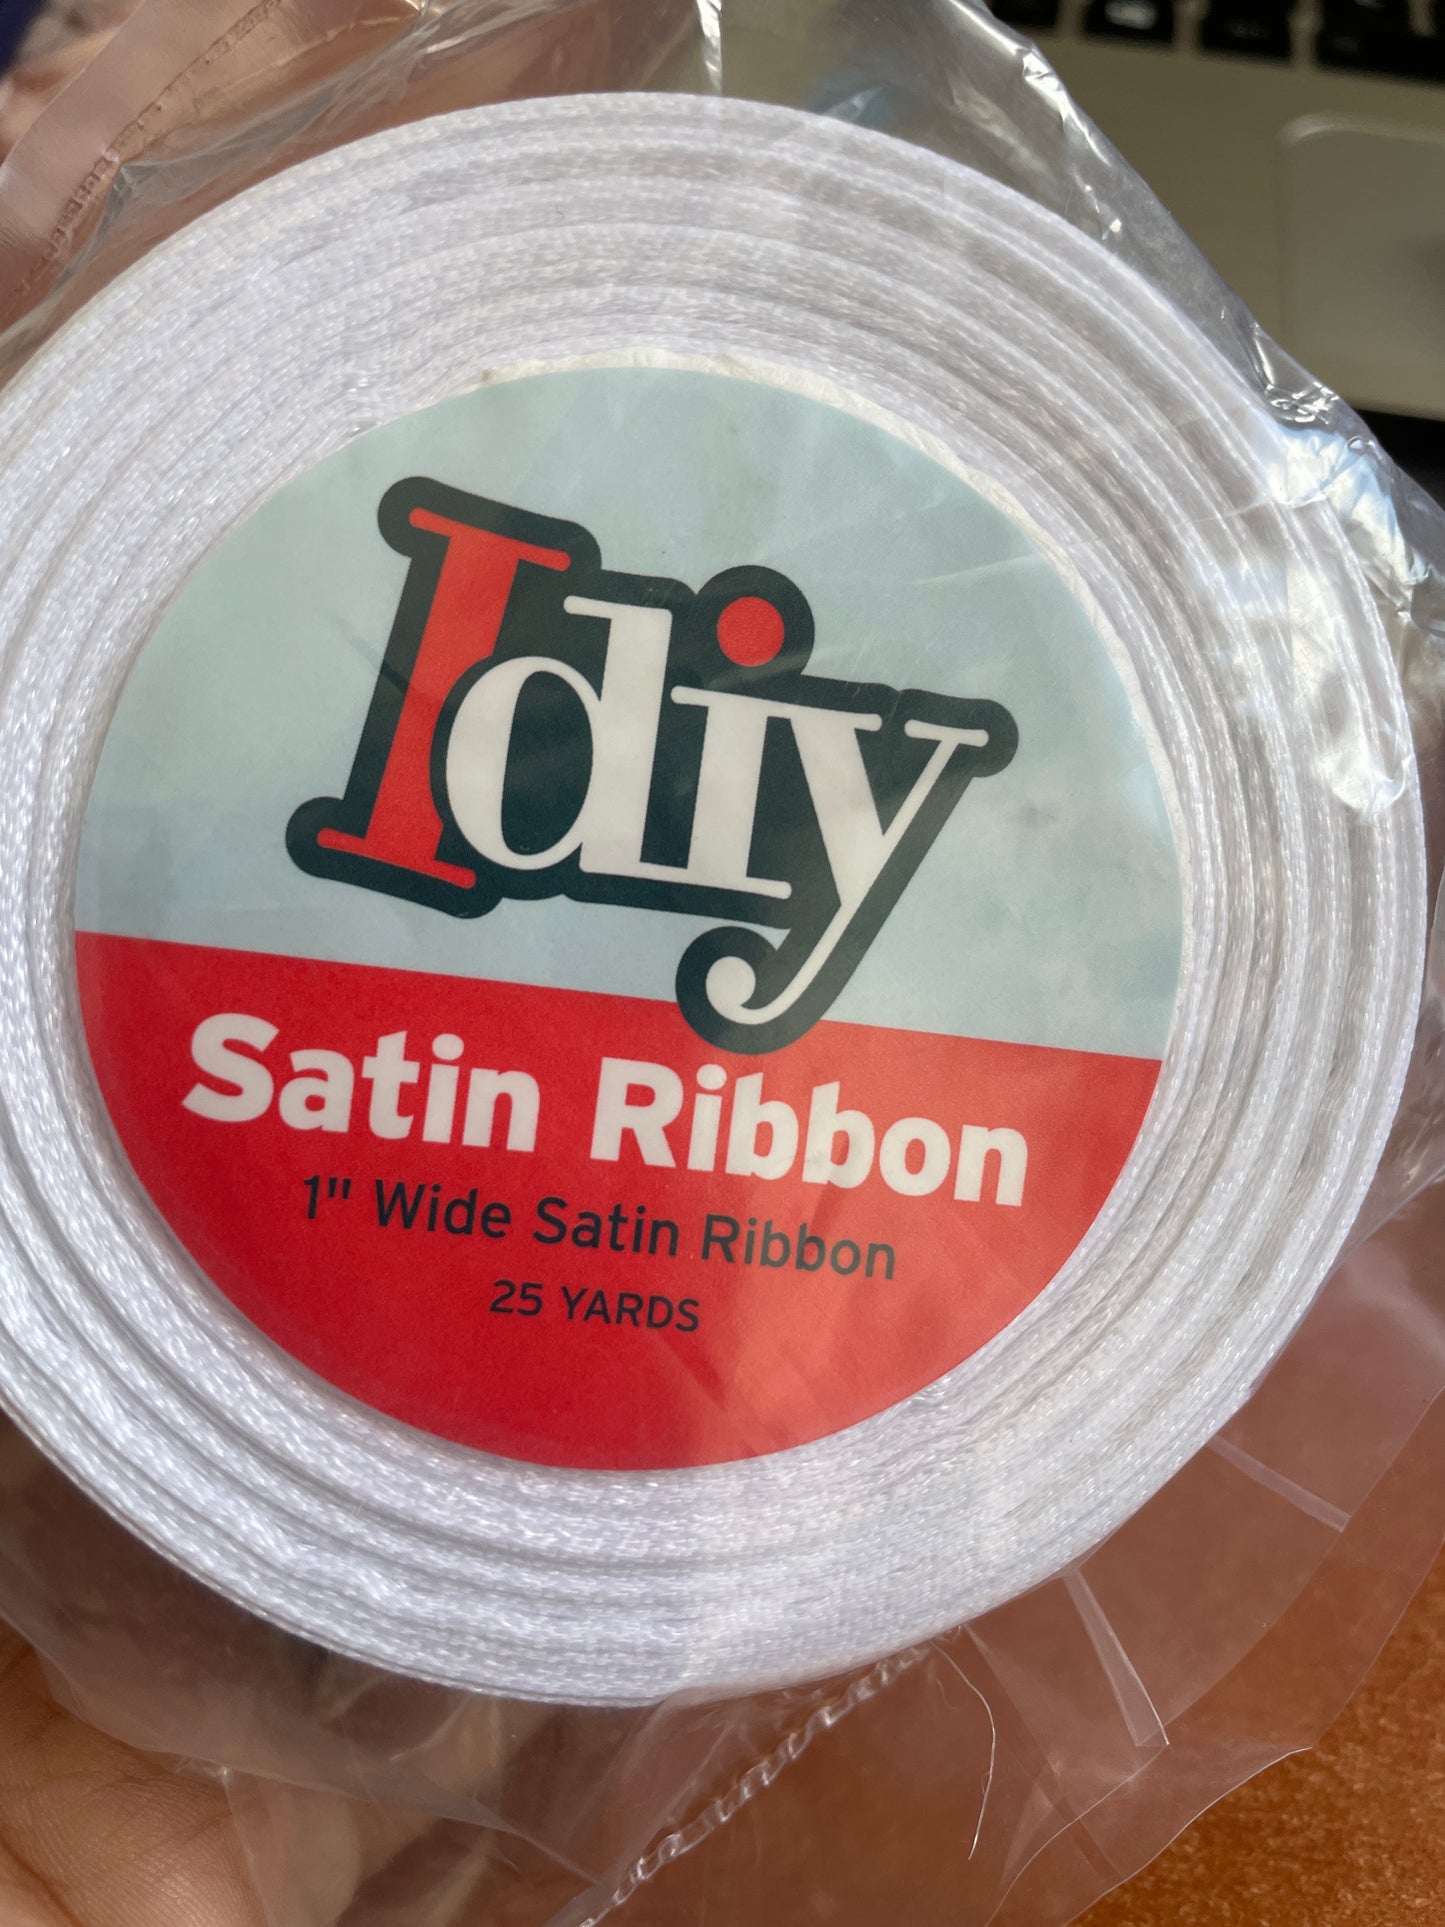 Idiy
Satin Ribbon
1" Wide Satin Ribbon
25 YARDS